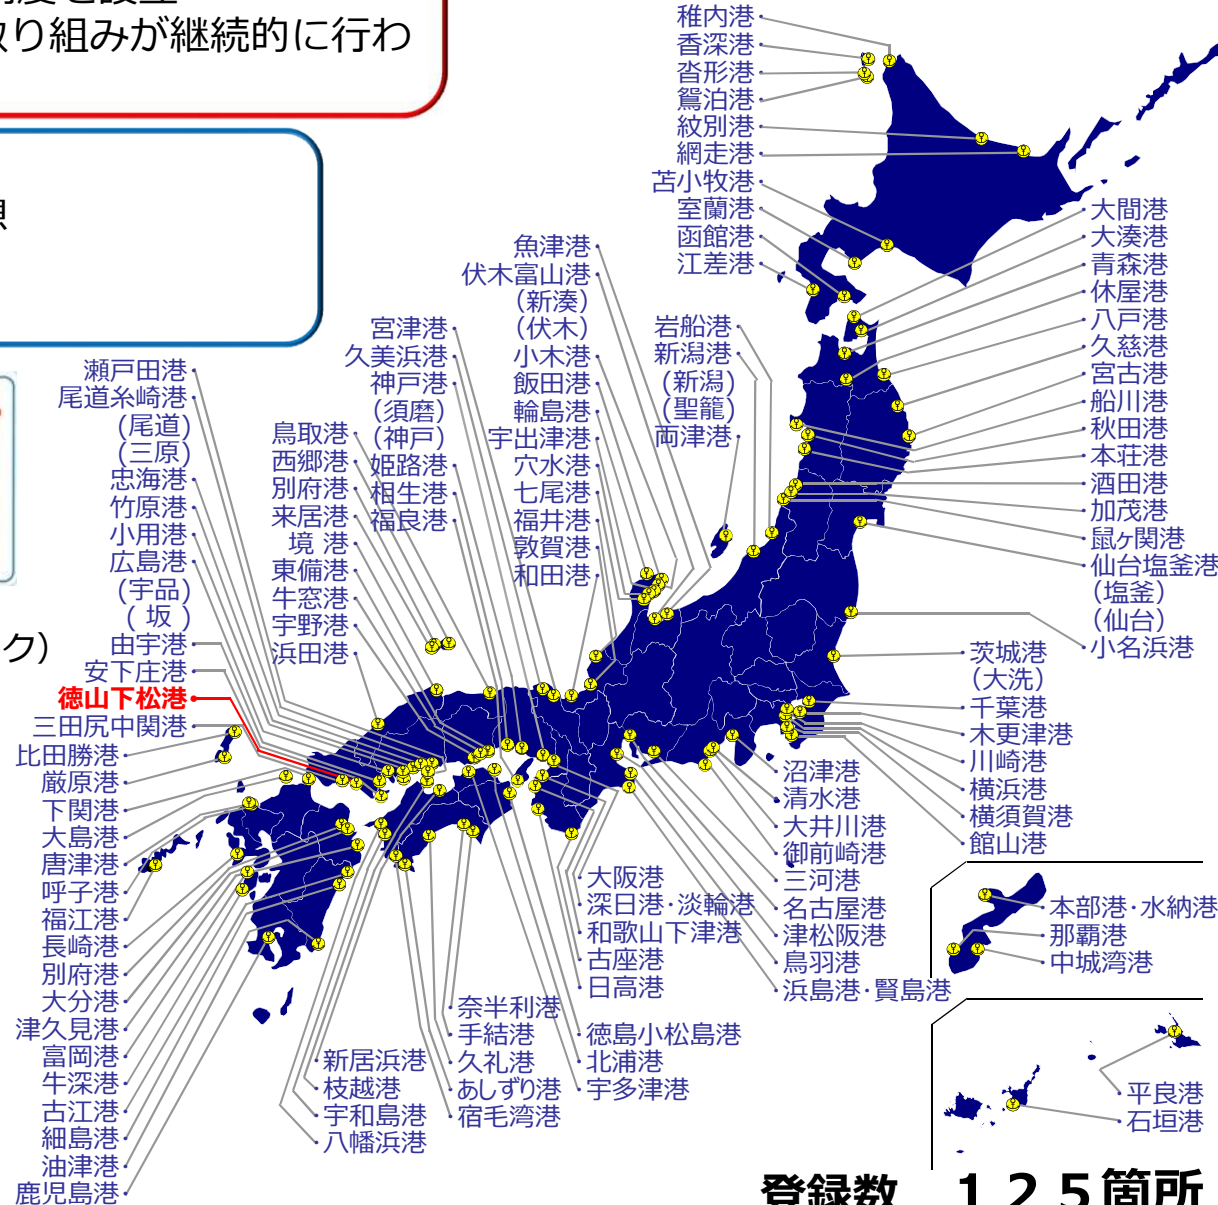 制度を設立
取り組みが継続的に行わ
ク）
稚内港
香深港
沓形港
鴛泊港
紋別港
網走港
苫小牧港
室蘭港
函館港
江差港
大間港
大湊港
青森港
休屋港
八戸港
久慈港
宮古港
船川港
秋田港
本荘港
酒田港
加茂港
鼠ヶ関港
仙台塩釜港
（塩釜）
（仙台）
小名浜港
魚津港
伏木富山港
（新湊）
（伏木）
小木港
飯田港
輪島港
宇出津港
穴水港
七尾港
福井港
敦賀港
和田港
岩船港
新潟港
（新潟）
（聖籠）
両津港
宮津港
久美浜港
神戸港
（須磨）
（神戸）
姫路港
相生港
福良港
鳥取港
西郷港
別府港
来居港
境 港
東備港
牛窓港
宇野港
浜田港
瀬戸田港
尾道糸崎港
（尾道）
（三原）
忠海港
竹原港
小用港
広島港
（宇品）
（ 坂 ）
由宇港
安下庄港
徳山下松港
三田尻中関港
比田勝港
厳原港
下関港
大島港
唐津港
呼子港
福江港
長崎港
別府港
大分港
津久見港
富岡港
牛深港
古江港
細島港
油津港
鹿児島港
新居浜港
枝越港
宇和島港
八幡浜港
奈半利港
手結港
久礼港
あしずり港
宿毛湾港
徳島小松島港
北浦港
宇多津港
大阪港
深日港・淡輪港
和歌山下津港
古座港
日高港
茨城港
（大洗）
千葉港
木更津港
川崎港
横浜港
横須賀港
館山港
沼津港
清水港
大井川港
御前崎港
三河港
名古屋港
津松阪港
鳥羽港
浜島港・賢島港
本部港・水納港
那覇港
中城湾港
平良港
石垣港
登録数 １２５箇所